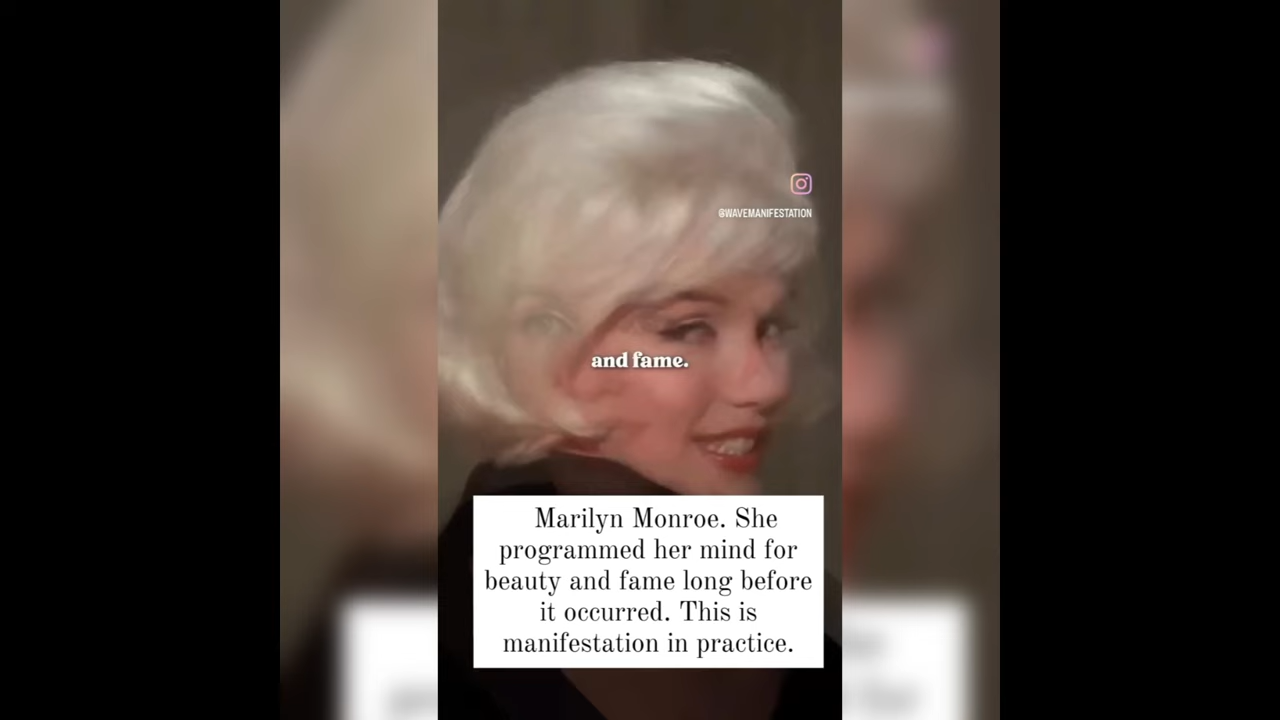 @WAVEMANIFESTATION
and fame.
Marilyn Monroe. She
programmed her mind for
beauty and fame long before
it occurred. This is
manifestation in practice.